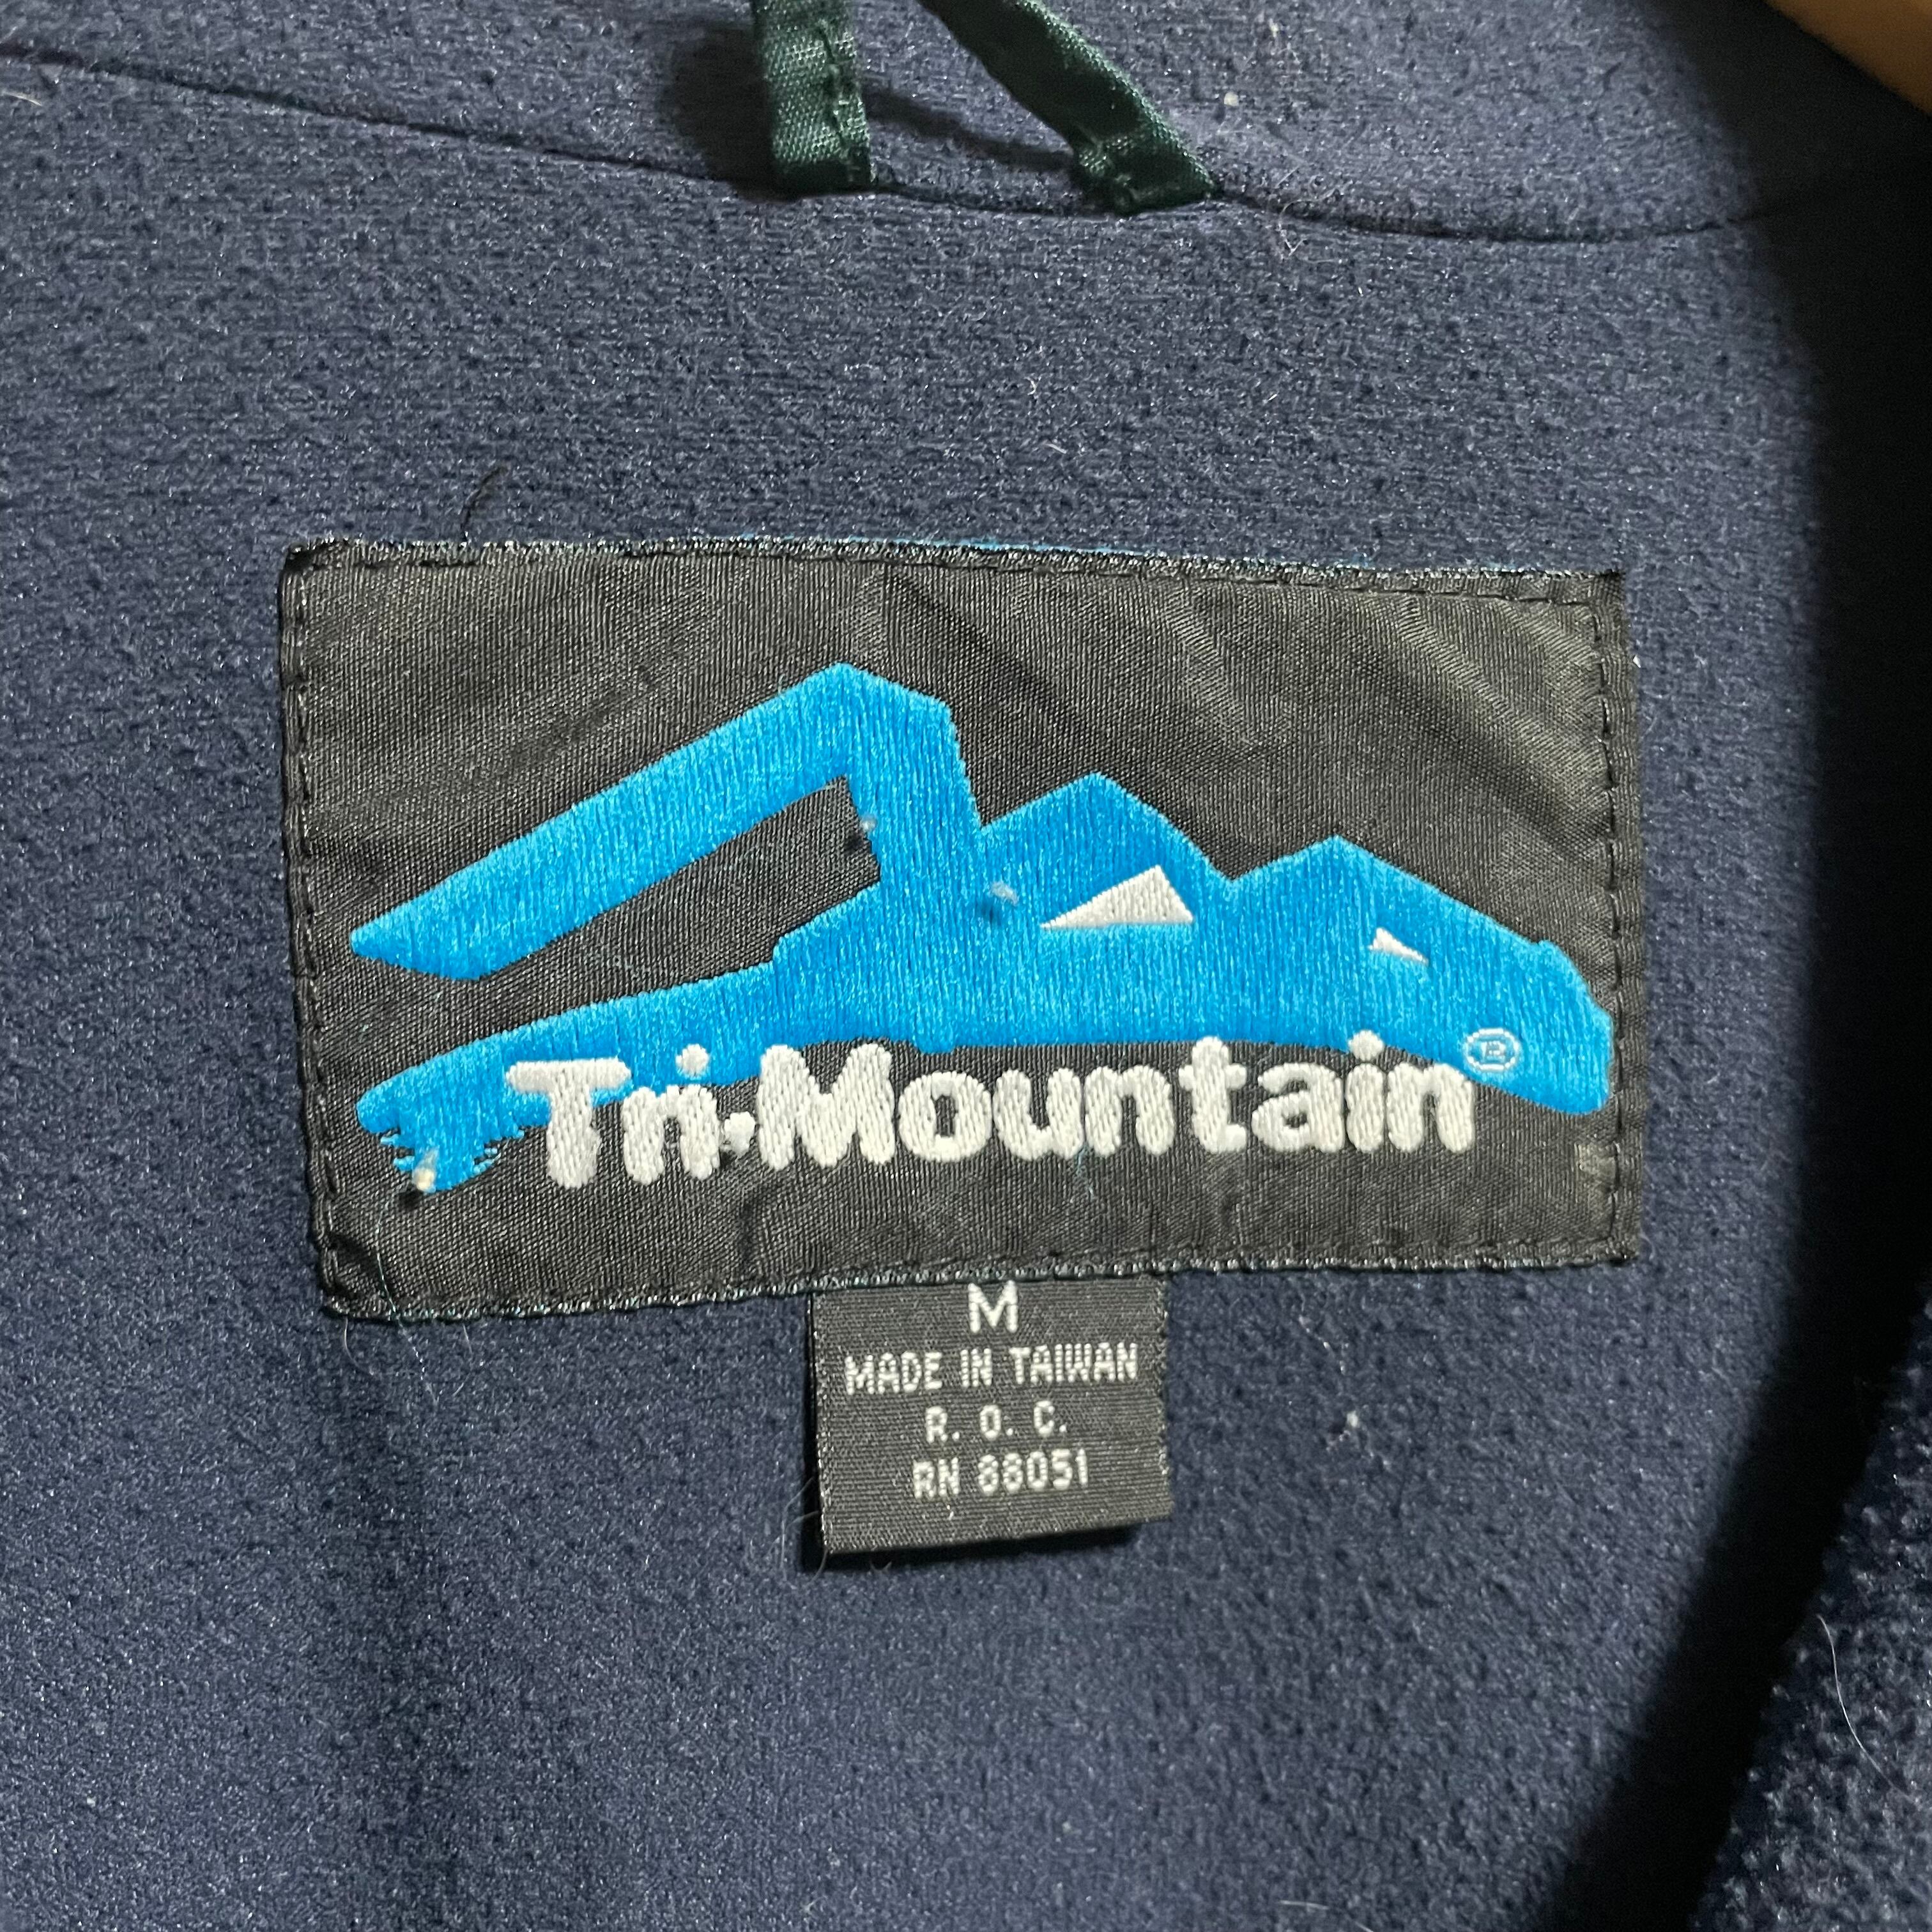 Tri-Mountain®
M
MADE IN TAIWAN
R. O. C.
RN 88051